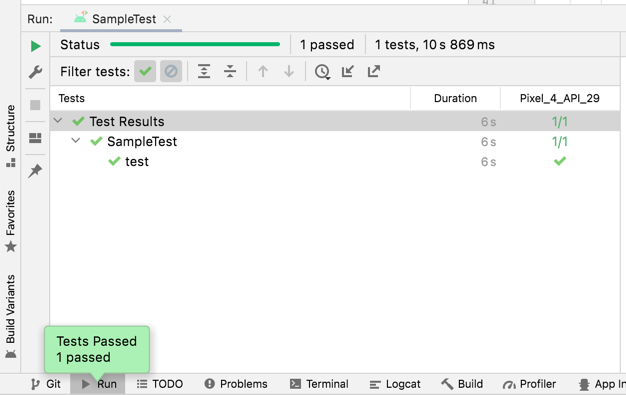 Run: SampleTest
Status 1 passed 1 tests, 10 s 869 ms
Filter tests:
Tests Duration Pixel_4_API_29
Test Results 6 s 1/1
SampleTest 6 s 1/1
test 6 s
Structure
Favorites
Build Variants
Tests Passed
1 passed
Git Run TODO Problems Terminal Logcat Build Profiler App In